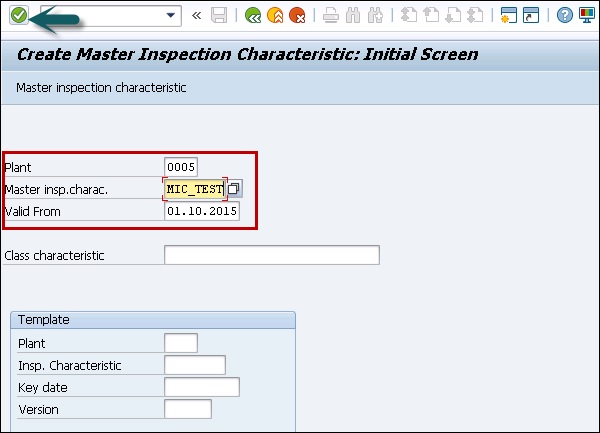 Create Master Inspection Characteristic: Initial Screen
Master inspection characteristic
Plant 0005
Master insp.charac. MIC_TEST
Valid From 01.10.2015
Class characteristic
Template
Plant
Insp. Characteristic
Key date
Version